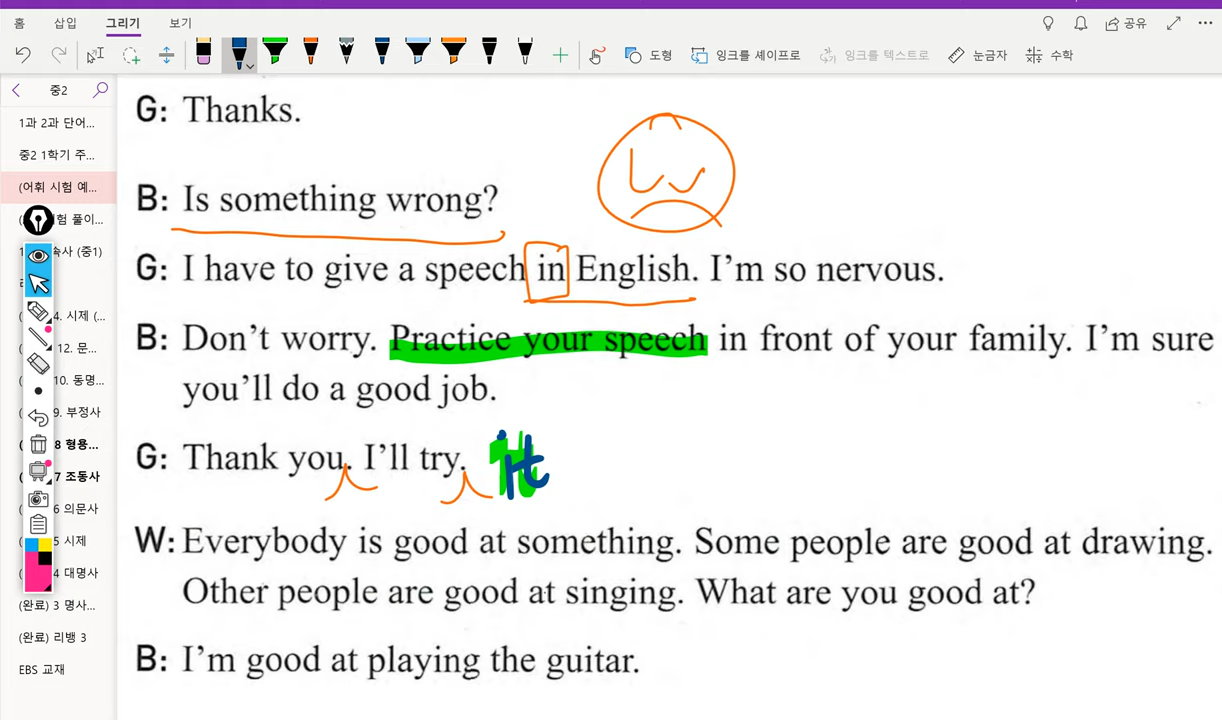 홈 삽입 그리기 보기 공유
도형 잉크를 셰이프로 잉크를 텍스트로 눈금자 수학
중2
1과 2과 단어...
중2 1학기 주...
(어휘 시험 예...
험 풀이...
속사 (중1)
4. 시제 (...
12. 문...
10. 동명...
9. 부정사
8 형용...
7 조동사
6 의문사
5 시제
4 대명사
(완료) 3 명사...
(완료) 리뱅 3
EBS 교재
G: Thanks.
B: Is something wrong?
G: I have to give a speech in English. I'm so nervous.
B: Don't worry. Practice your speech in front of your family. I'm sure
you'll do a good job.
G: Thank you. I'll try. it
W: Everybody is good at something. Some people are good at drawing.
Other people are good at singing. What are you good at?
B: I'm good at playing the guitar.